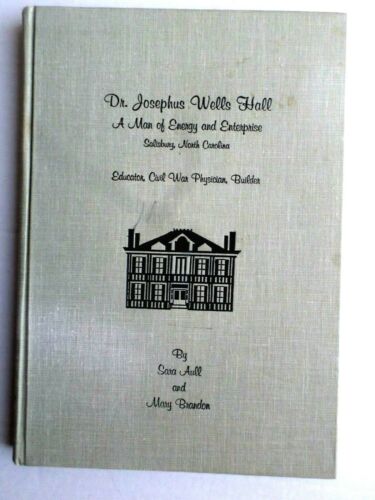 Dr. Josephus Wells Hall
A Man of Energy and Enterprise
Salisbury, North Carolina
Educator, Civil War Physician, Builder
By
Sara Aull
and
Mary Brandon